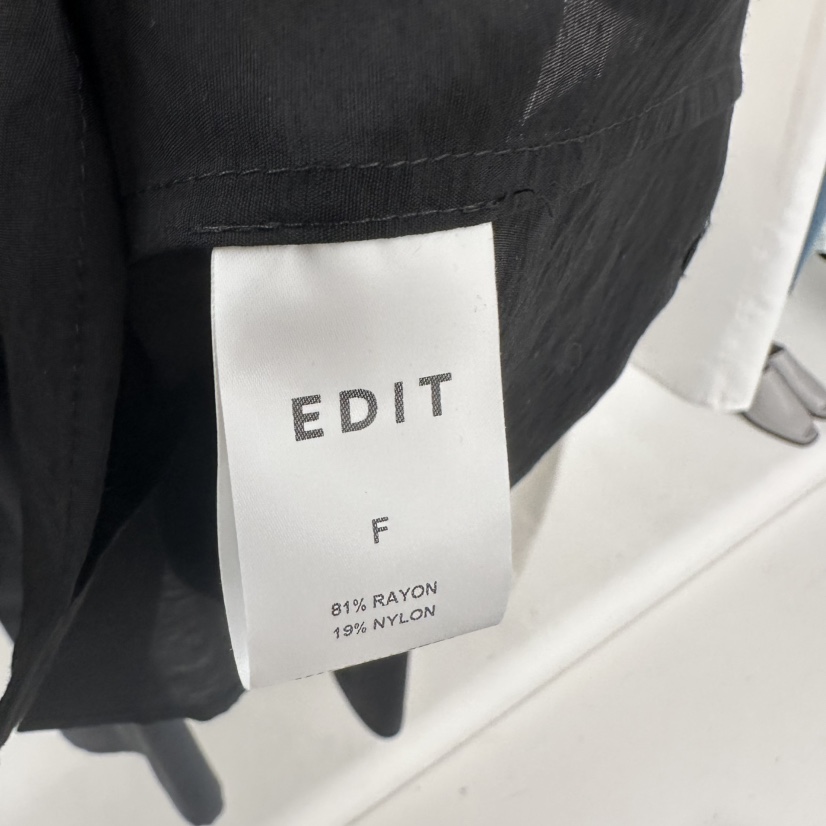 EDIT
F
81% RAYON
19% NYLON